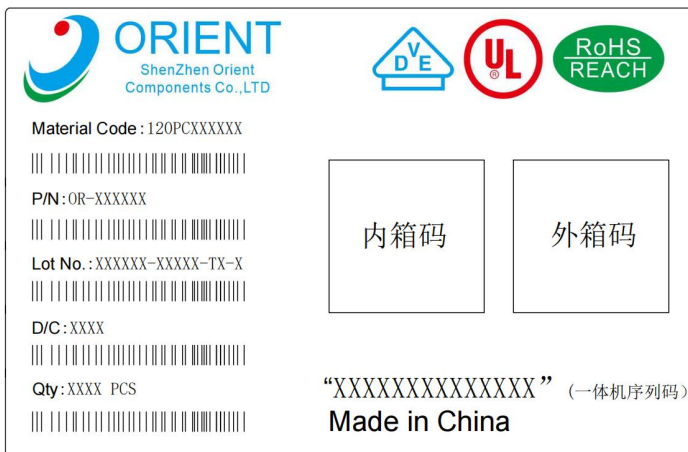 ORIENT
ShenZhen Orient
Components Co.,LTD
VDE
UL
®
RoHS
REACH
Material Code:120PCXXXXXX
P/N:OR-XXXXXX
Lot No.:XXXXXX-XXXXX-TX-X
D/C:XXXX
Qty:XXXX PCS
内箱码
外箱码
“XXXXXXXXXXXXXX” (一体机序列码)
Made in China